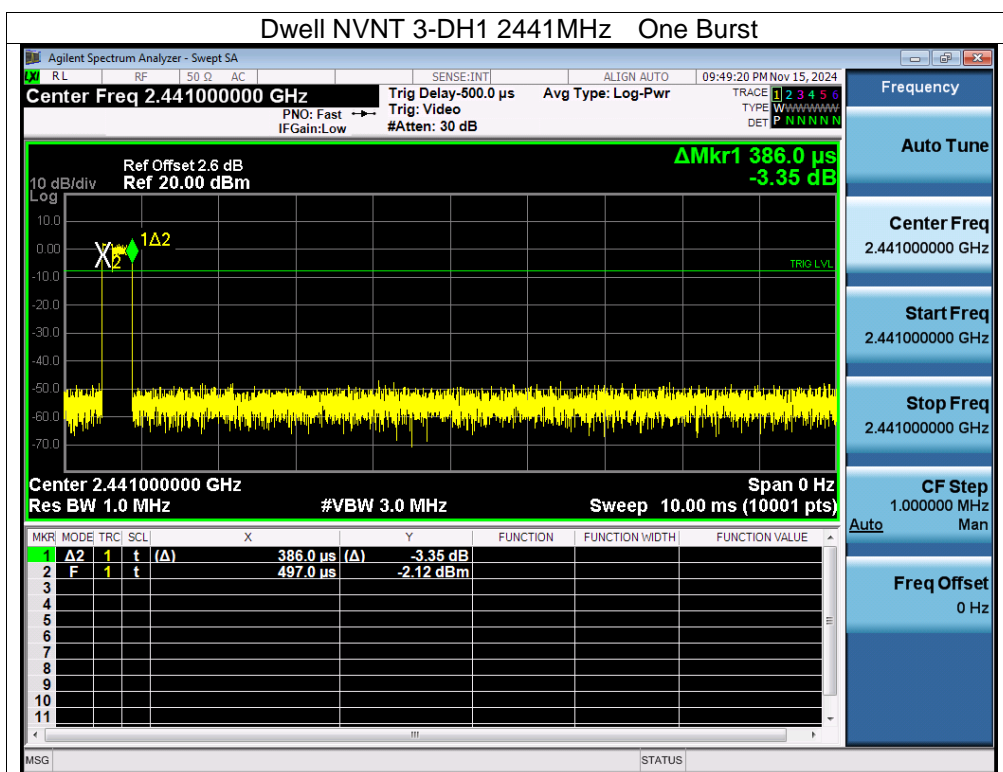 Dwell NVNT 3-DH1 2441MHz One Burst
Agilent Spectrum Analyzer - Swept SA
LXI RL RF 50 Ω AC SENSE:INT ALIGN AUTO 09:49:20 PM Nov 15, 2024
Center Freq 2.441000000 GHz Trig Delay-500.0 µs Avg Type: Log-Pwr TRACE 1 2 3 4 5 6
PNO: Fast Trig: Video TYPE WWWWWWW
IFGain:Low #Atten: 30 dB DET P N N N N N
Frequency
Auto Tune
Center Freq
2.441000000 GHz
Start Freq
2.441000000 GHz
Stop Freq
2.441000000 GHz
CF Step
1.000000 MHz
Auto Man
Freq Offset
0 Hz
ΔMkr1 386.0 µs
-3.35 dB
Ref Offset 2.6 dB
10 dB/div Ref 20.00 dBm
Log
10.0
0.00
-10.0
-20.0
-30.0
-40.0
-50.0
-60.0
-70.0
X2
1Δ2
TRIG LVL
Center 2.441000000 GHz Span 0 Hz
Res BW 1.0 MHz #VBW 3.0 MHz Sweep 10.00 ms (10001 pts)
MKR MODE TRC SCL X Y FUNCTION FUNCTION WIDTH FUNCTION VALUE
1 Δ2 1 t (Δ) 386.0 µs (Δ) -3.35 dB
2 F 1 t 497.0 µs -2.12 dBm
3
4
5
6
7
8
9
10
11
MSG STATUS